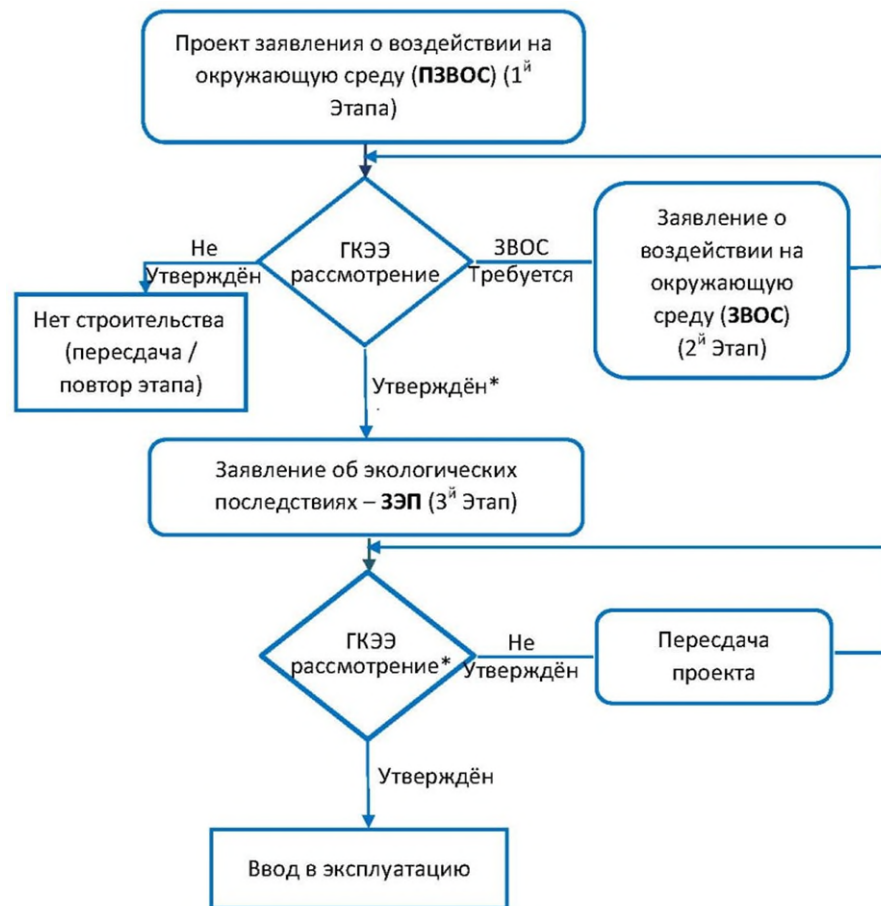 Проект заявления о воздействии на
окружающую среду (ПЗВОС) (1й
Этапа)
ГКЭЭ
рассмотрение
Не
Утверждён
ЗВОС
Требуется
Заявление о
воздействии на
окружающую
среду (ЗВОС)
(2й Этап)
Нет строительства
(пересдача /
повтор этапа)
Утверждён*
Заявление об экологических
последствиях – ЗЭП (3й Этап)
ГКЭЭ
рассмотрение*
Не
Утверждён
Пересдача
проекта
Утверждён
Ввод в эксплуатацию